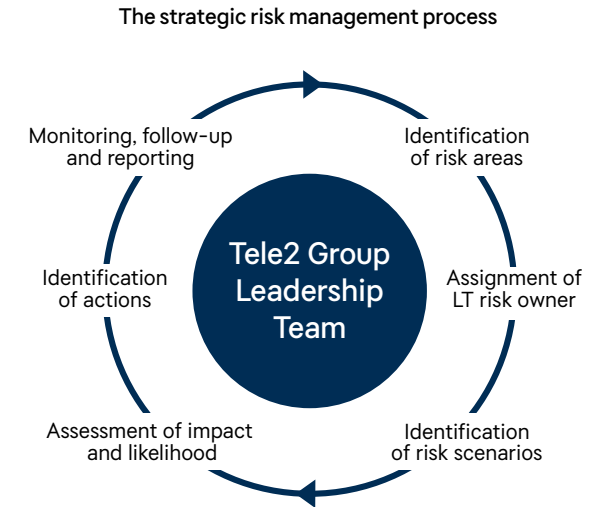 The strategic risk management process
Monitoring, follow-up
and reporting
Identification
of risk areas
Tele2 Group
Leadership
Team
Identification
of actions
Assignment of
LT risk owner
Assessment of impact
and likelihood
Identification
of risk scenarios